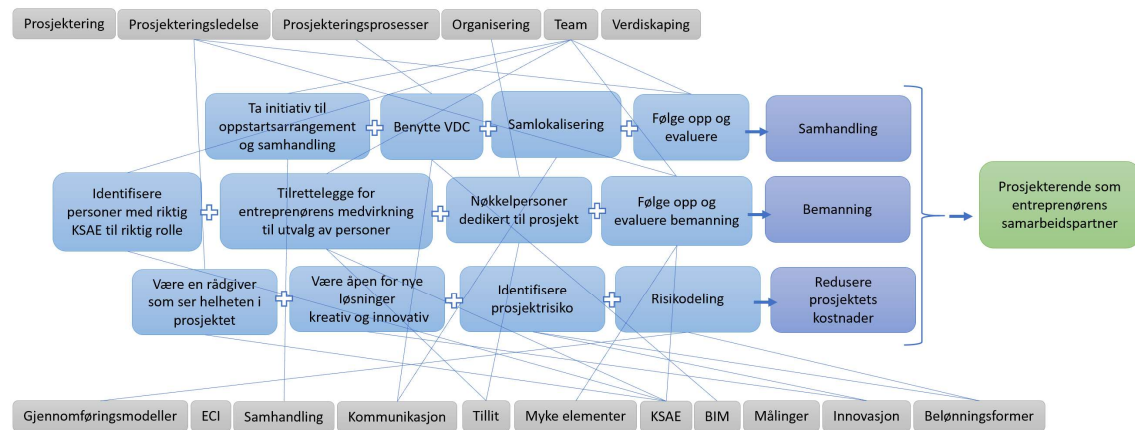 Prosjektering
Prosjekteringsledelse
Prosjekteringsprosesser
Organisering
Team
Verdiskaping
Ta initiativ til
oppstartsarrangement
og samhandling
Benytte VDC
Samlokalisering
Følge opp og
evaluere
Samhandling
Identifisere
personer med riktig
KSAE til riktig rolle
Tilrettelegge for
entreprenørens medvirkning
til utvalg av personer
Nøkkelpersoner
dedikert til prosjekt
Følge opp og
evaluere bemanning
Bemanning
Prosjekterende som
entreprenørens
samarbeidspartner
Være en rådgiver
som ser helheten i
prosjektet
Være åpen for nye
løsninger
kreativ og innovativ
Identifisere
prosjektrisiko
Risikodeling
Redusere
prosjektets
kostnader
Gjennomføringsmodeller
ECI
Samhandling
Kommunikasjon
Tillit
Myke elementer
KSAE
BIM
Målinger
Innovasjon
Belønningsformer